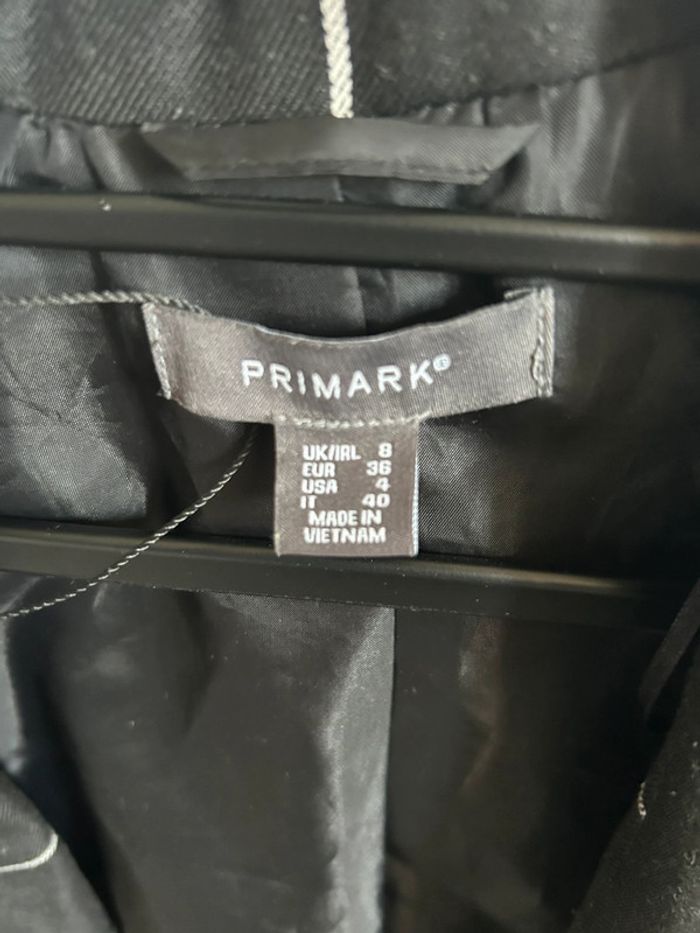 PRIMARK®
UK/IRL 8
EUR 36
USA 4
IT 40
MADE IN
VIETNAM